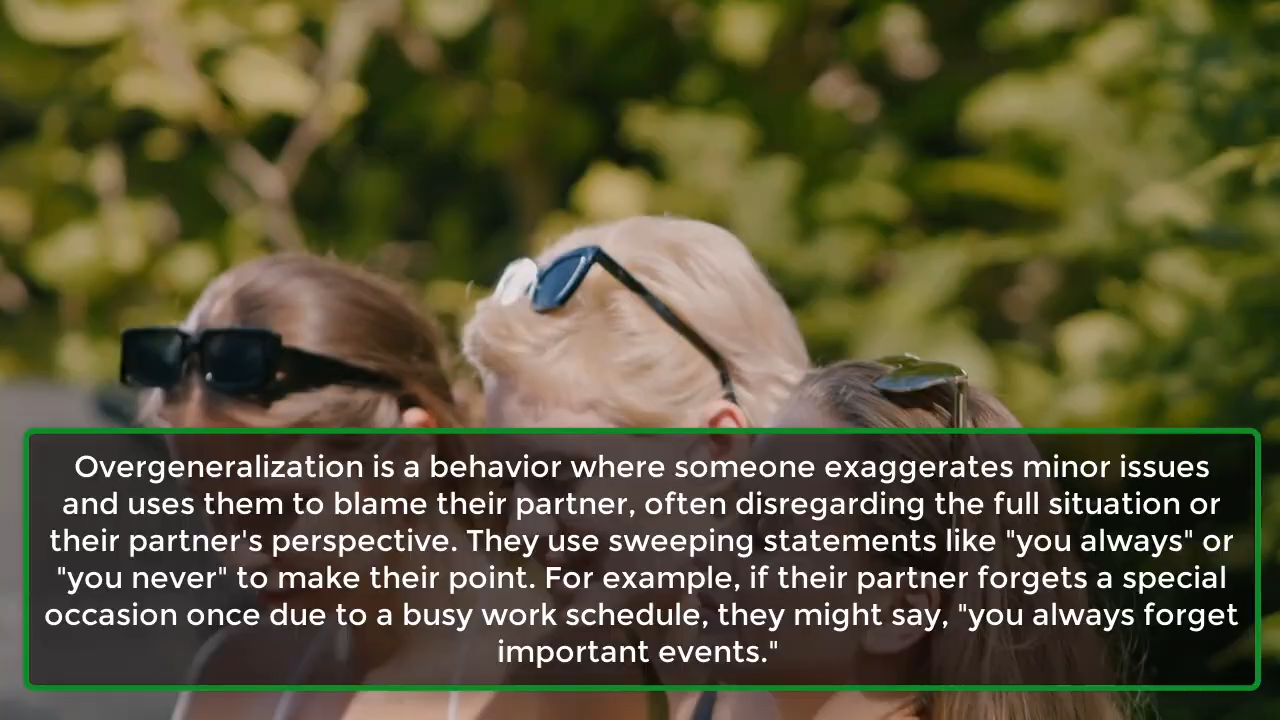 Overgeneralization is a behavior where someone exaggerates minor issues
and uses them to blame their partner, often disregarding the full situation or
their partner's perspective. They use sweeping statements like "you always" or
"you never" to make their point. For example, if their partner forgets a special
occasion once due to a busy work schedule, they might say, "you always forget
important events."